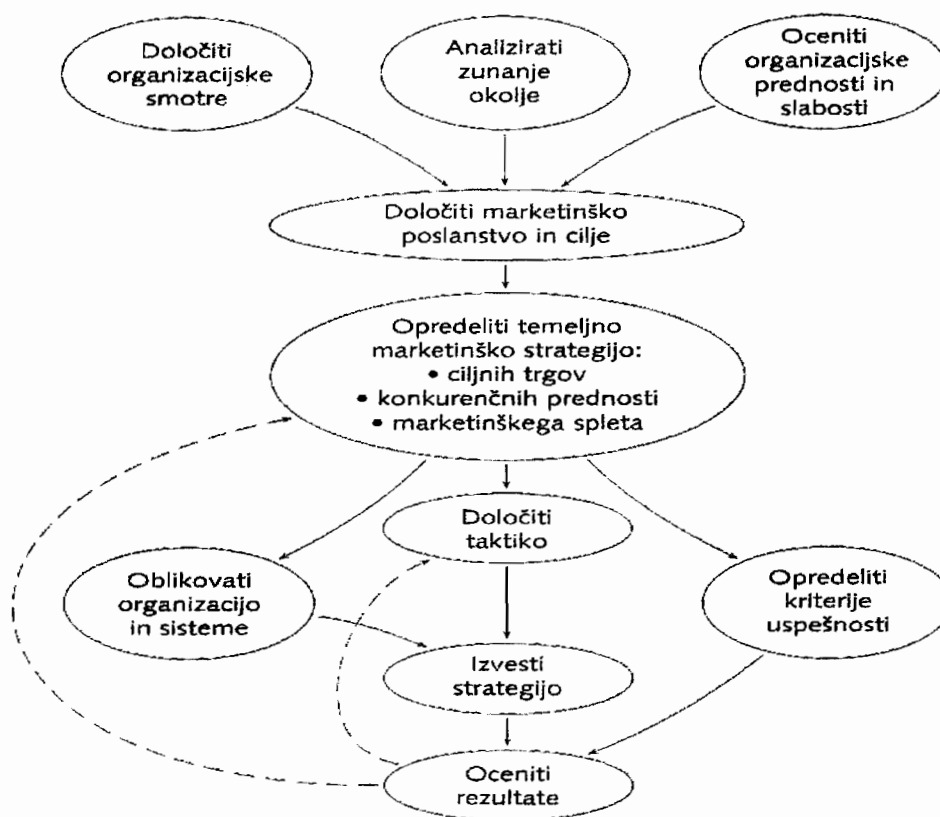 Določiti
organizacijske
smotre
Analizirati
zunanje
okolje
Oceniti
organizacijske
prednosti in
slabosti
Določiti marketinško
poslanstvo in cilje
Opredeliti temeljno
marketinško strategijo:
• ciljnih trgov
• konkurenčnih prednosti
• marketinškega spleta
Določiti
taktiko
Oblikovati
organizacijo
in sisteme
Opredeliti
kriterije
uspešnosti
Izvesti
strategijo
Oceniti
rezultate